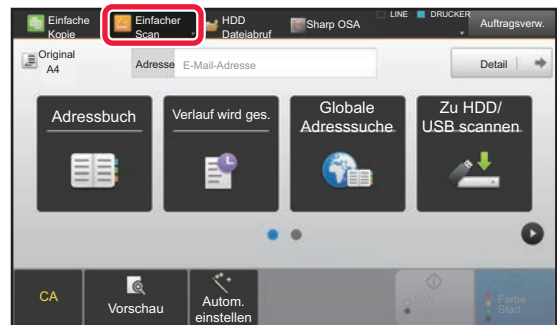 Einfache
Kopie
Einfacher
Scan
HDD
Dateiabruf
Sharp OSA
LINE
DRUCKER
Auftragsverw.
Original
A4
Adresse
E-Mail-Adresse
Detail
Adressbuch
Verlauf wird ges.
Globale
Adresssuche
Zu HDD/
USB scannen
CA
Vorschau
Autom.
einstellen
Farbe
Start